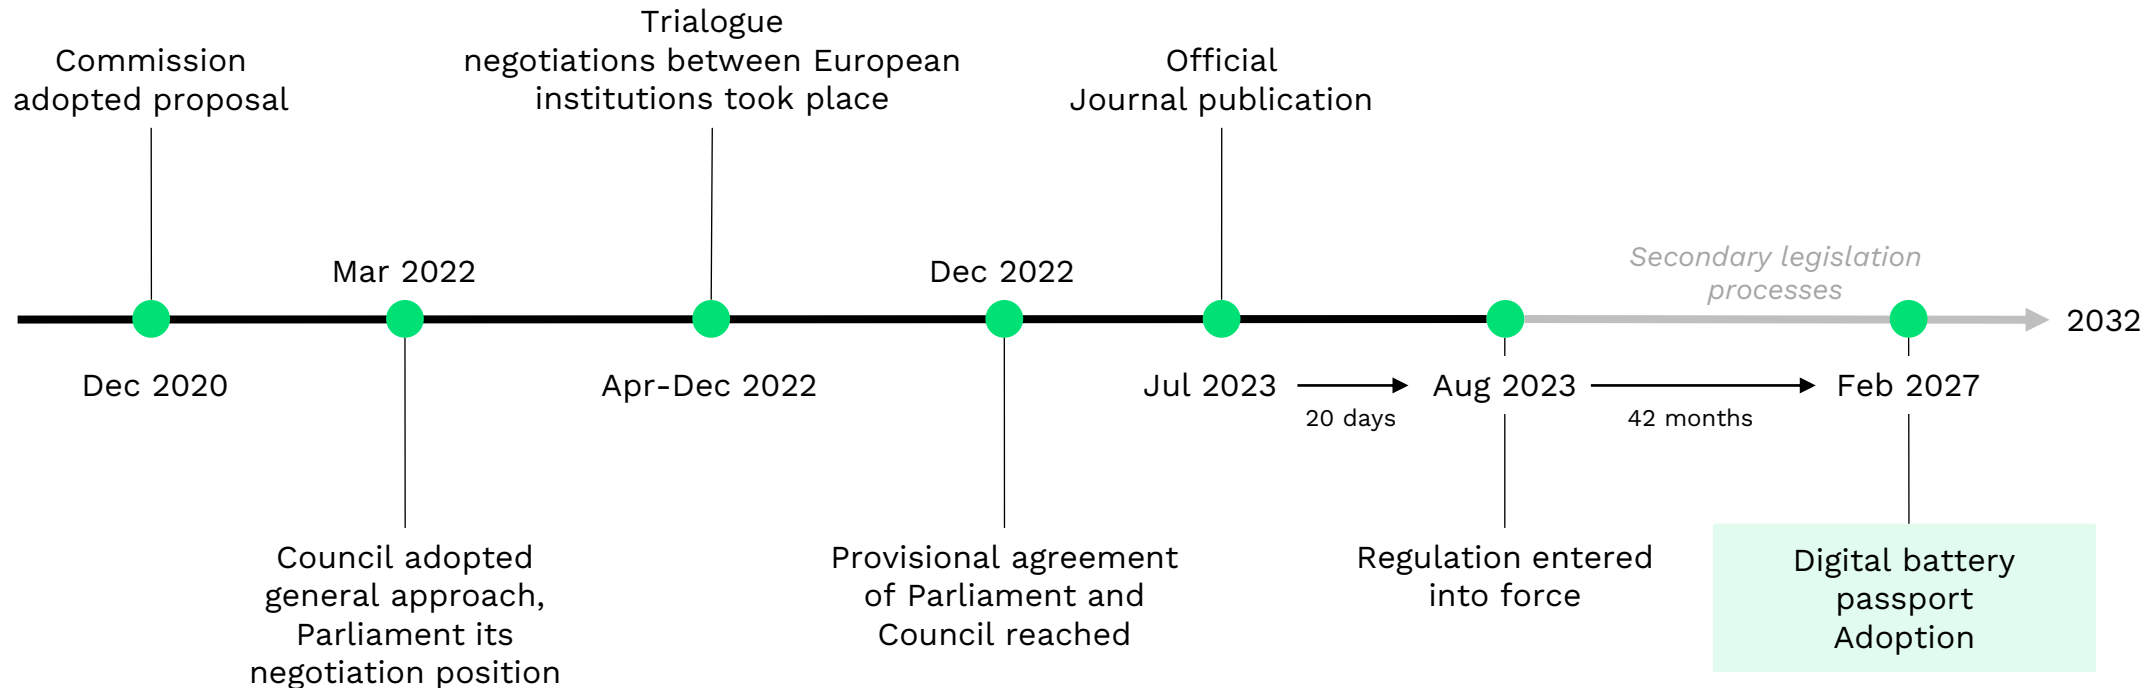 Commission
adopted proposal
Dec 2020
Mar 2022
Council adopted
general approach,
Parliament its
negotiation position
Trialogue
negotiations between European
institutions took place
Apr-Dec 2022
Dec 2022
Provisional agreement
of Parliament and
Council reached
Official
Journal publication
Jul 2023
20 days
Aug 2023
Regulation entered
into force
42 months
Secondary legislation
processes
Feb 2027
Digital battery
passport
Adoption
2032